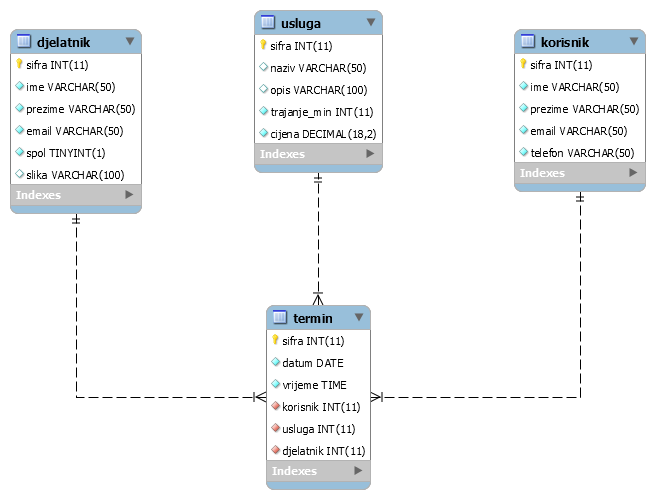 djelatnik
sifra INT(11)
ime VARCHAR(50)
prezime VARCHAR(50)
email VARCHAR(50)
spol TINYINT(1)
slika VARCHAR(100)
Indexes
usluga
sifra INT(11)
naziv VARCHAR(50)
opis VARCHAR(100)
trajanje_min INT(11)
cijena DECIMAL(18,2)
Indexes
korisnik
sifra INT(11)
ime VARCHAR(50)
prezime VARCHAR(50)
email VARCHAR(50)
telefon VARCHAR(50)
Indexes
termin
sifra INT(11)
datum DATE
vrijeme TIME
korisnik INT(11)
usluga INT(11)
djelatnik INT(11)
Indexes